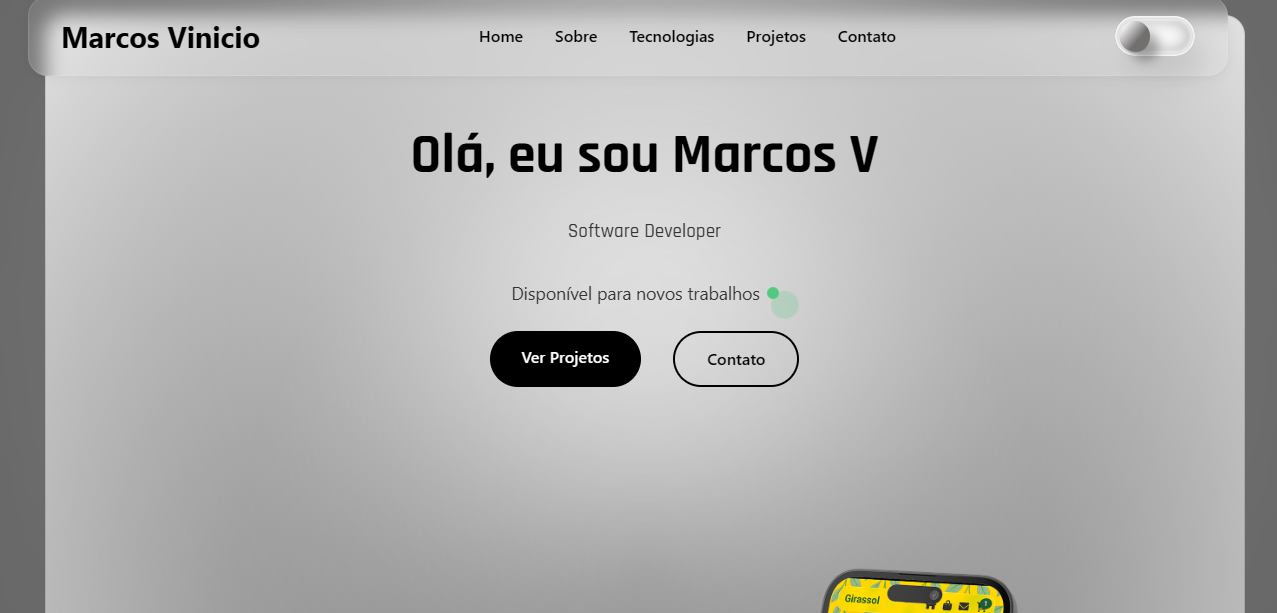 Marcos Vinicio
Home
Sobre
Tecnologias
Projetos
Contato
Olá, eu sou Marcos V
Software Developer
Disponível para novos trabalhos
Ver Projetos
Contato
Girassol